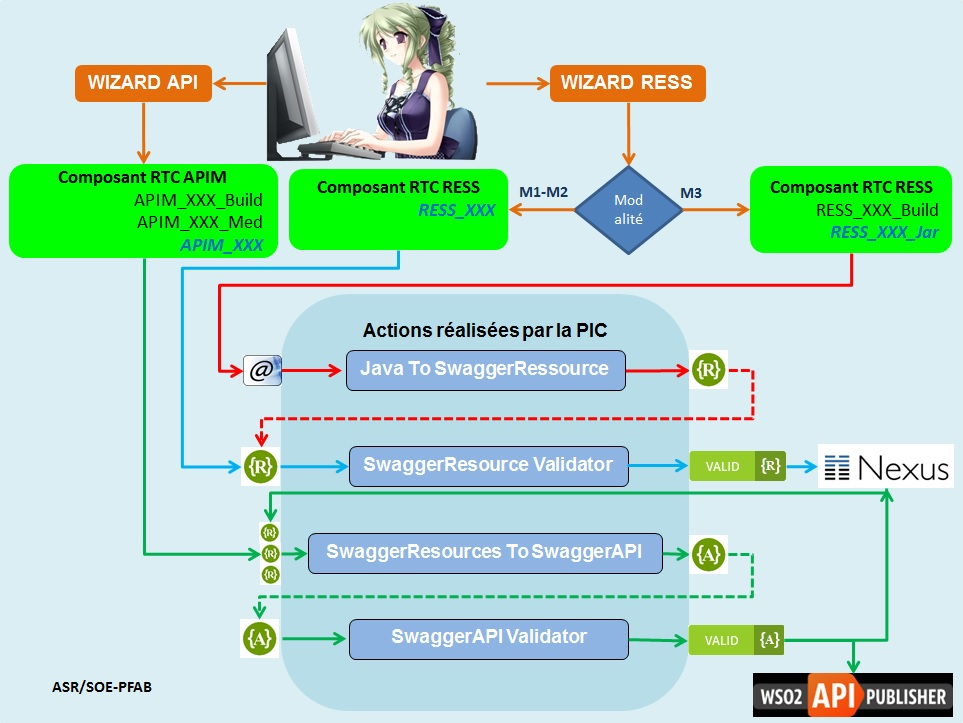 WIZARD API
WIZARD RESS
Composant RTC APIM
APIM_XXX_Build
APIM_XXX_Med
APIM_XXX
Composant RTC RESS
RESS_XXX
M1-M2
Mod
alité
M3
Composant RTC RESS
RESS_XXX_Build
RESS_XXX_Jar
Actions réalisées par la PIC
@
Java To SwaggerRessource
{R}
{R}
SwaggerResource Validator
VALID {R}
Nexus
{R}
{R}
{R}
SwaggerResources To SwaggerAPI
{A}
{A}
SwaggerAPI Validator
VALID {A}
ASR/SOE-PFAB
WSO2 API PUBLISHER